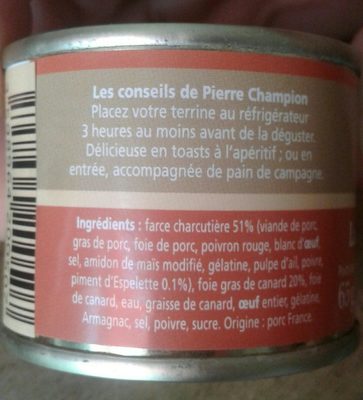 Les conseils de Pierre Champion
Placez votre terrine au réfrigérateur
3 heures au moins avant de la déguster.
Délicieuse en toasts à l'apéritif ; ou en
entrée, accompagnée de pain de campagne.
Ingrédients : farce charcutière 51% (viande de porc,
gras de porc, foie de porc, poivron rouge, blanc d'œuf,
sel, amidon de maïs modifié, gélatine, pulpe d'ail, poivre,
piment d'Espelette 0.1%), foie gras de canard 20%, foie
de canard, eau, graisse de canard, œuf entier, gélatine,
Armagnac, sel, poivre, sucre. Origine : porc France.